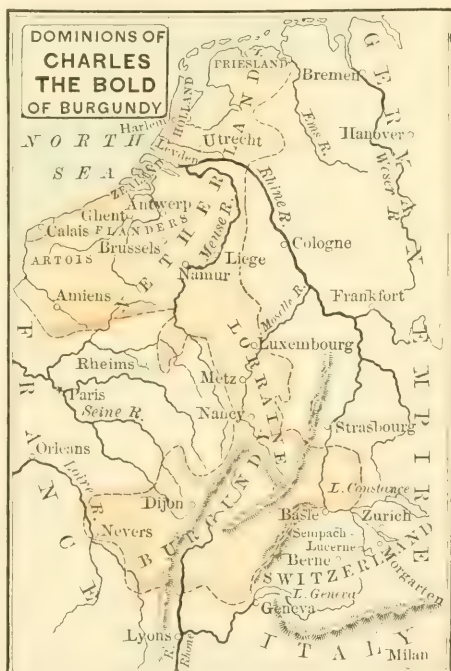 DOMINIONS OF
CHARLES
THE BOLD
OF BURGUNDY
NORTH
SEA
FRIESLAND
HOLLAND
Harlem
Leyden
Utrecht
Bremen
Hanover
Ems R.
Weser R.
GERMAN EMPIRE
ZEALAND
NETHERLAND
Antwerp
Ghent
Calais
FLANDERS
Brussels
ARTOIS
Meuse R.
Rhine R.
Liege
Cologne
Namur
Amiens
Frankfort
Moselle R.
Luxembourg
Rheims
Metz
LORRAINE
Paris
Seine R.
Nancy
Strasbourg
FRANCE
Orleans
Loire R.
L. Constance
Dijon
BURGUNDY
Basle
Zurich
Nevers
Sempach
Lucerne
Berne
Morgarten
SWITZERLAND
L. Geneva
Geneva
Lyons
Rhone
R.
ITALY
Milan